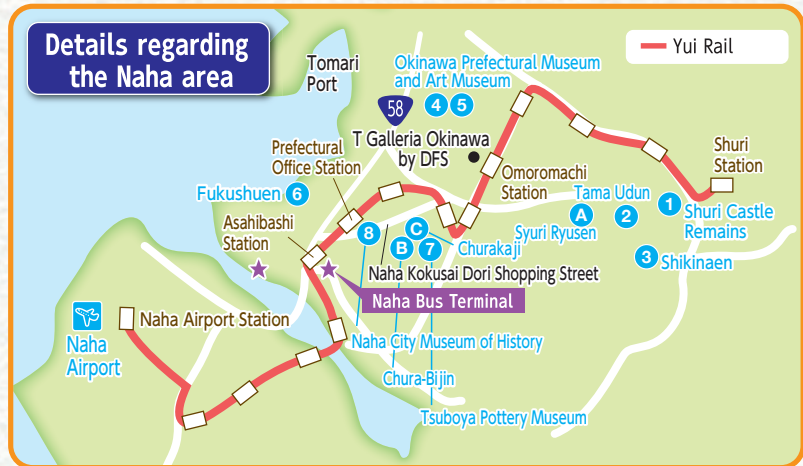 Details regarding
the Naha area
Yui Rail
Tomari
Port
Okinawa Prefectural Museum
and Art Museum
4 5
58
T Galleria Okinawa
by DFS
Prefectural
Office Station
Omoromachi
Station
Shuri
Station
Fukushuen 6
Tama Udun
1
Shuri Castle
Remains
A
2
Syuri Ryusen
Asahibashi
Station
8
C
B
7
Churakaji
3 Shikinaen
Naha Kokusai Dori Shopping Street
Naha Bus Terminal
Naha Airport Station
Naha
Airport
Naha City Museum of History
Chura-Bijin
Tsuboya Pottery Museum